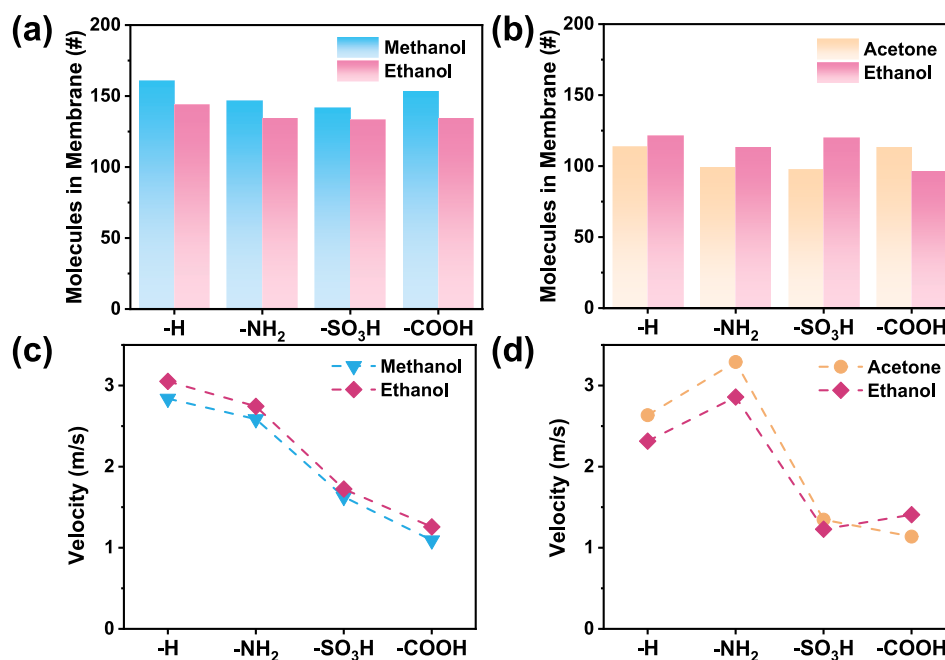 (a)
Molecules in Membrane (#)
200
150
100
50
0
Methanol
Ethanol
-H -NH₂ -SO₃H -COOH
(b)
Molecules in Membrane (#)
200
150
100
50
0
Acetone
Ethanol
-H -NH₂ -SO₃H -COOH
(c)
Velocity (m/s)
3
2
1
0
Methanol
Ethanol
-H -NH₂ -SO₃H -COOH
(d)
Velocity (m/s)
3
2
1
0
Acetone
Ethanol
-H -NH₂ -SO₃H -COOH